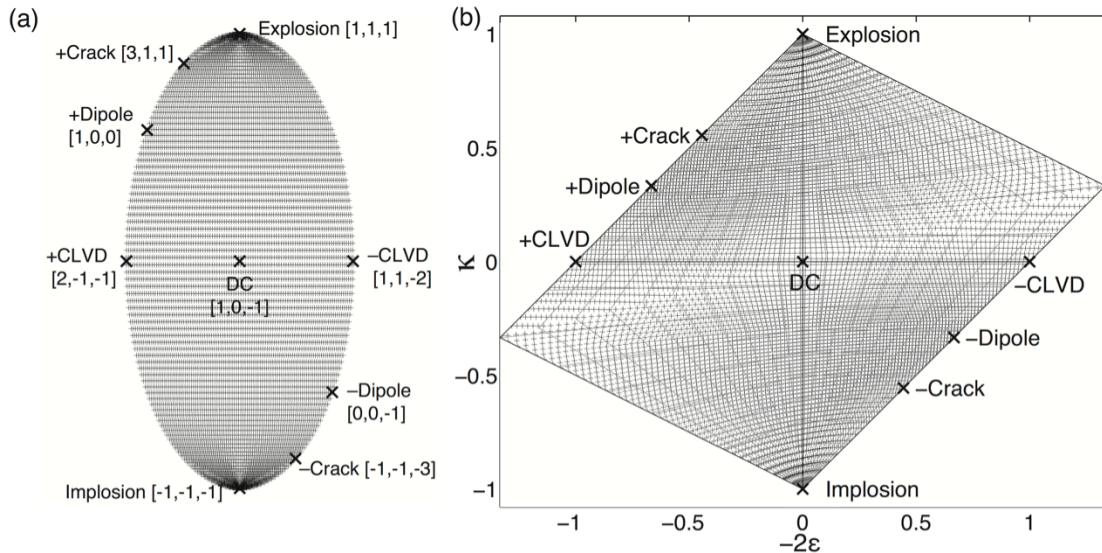 (a)
Explosion [1,1,1]
+Crack [3,1,1]
+Dipole
[1,0,0]
+CLVD
[2,-1,-1]
DC
[1,0,-1]
−CLVD
[1,1,-2]
−Dipole
[0,0,-1]
−Crack [-1,-1,-3]
Implosion [-1,-1,-1]
(b)
1
Explosion
+Crack
0.5
+Dipole
+CLVD
κ
0
DC
−CLVD
−Dipole
−0.5
−Crack
−1
Implosion
−1
−0.5
0
0.5
1
−2ε